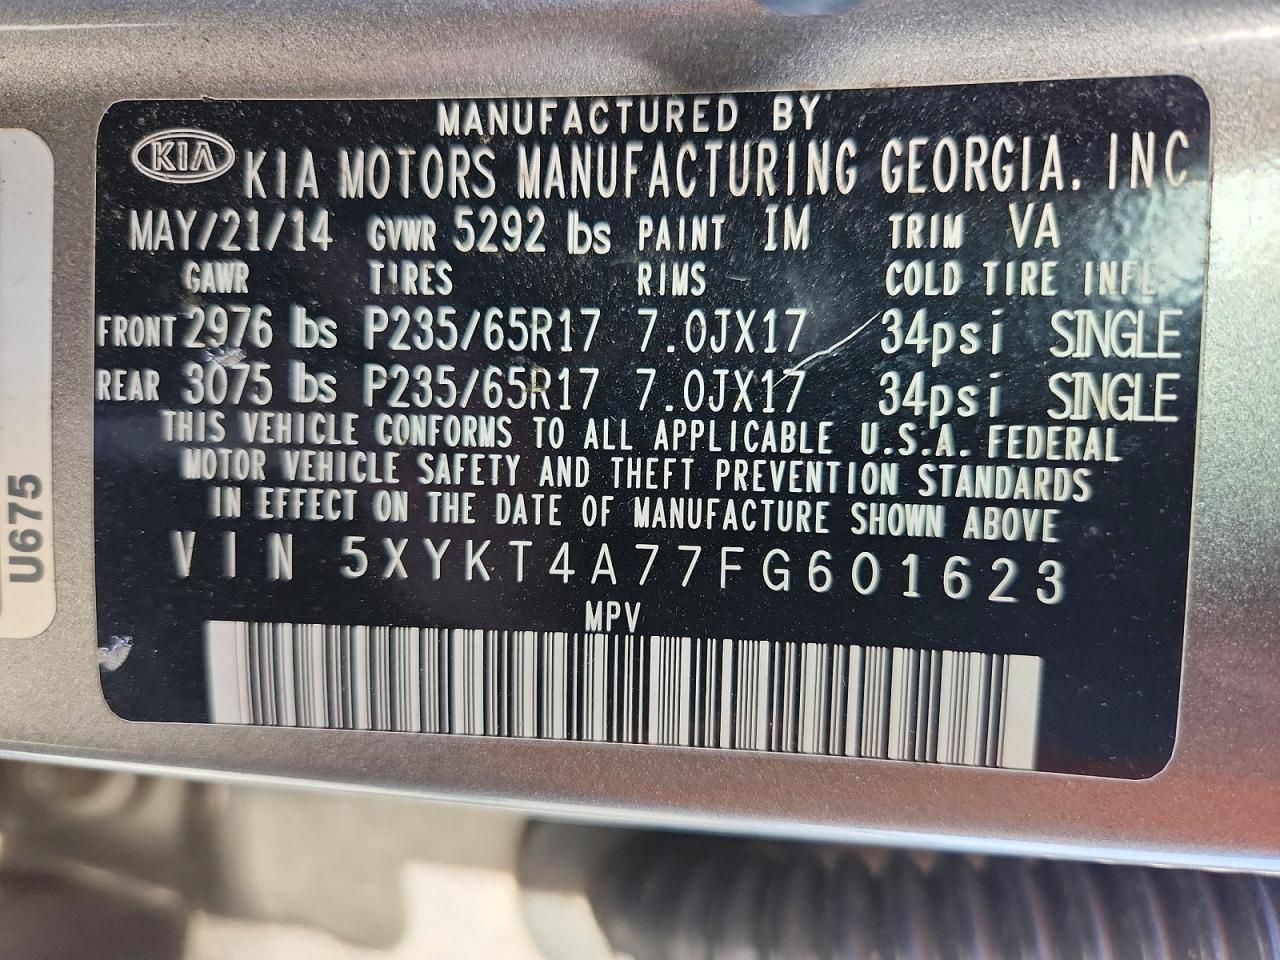 MANUFACTURED BY
KIA KIA MOTORS MANUFACTURING GEORGIA. INC
MAY/21/14 GVWR 5292 lbs PAINT IM TRIM VA
GAWR TIRES RIMS COLD TIRE INFL.
FRONT 2976 lbs P235/65R17 7.0JX17 34psi SINGLE
REAR 3075 lbs P235/65R17 7.0JX17 34psi SINGLE
THIS VEHICLE CONFORMS TO ALL APPLICABLE U.S.A. FEDERAL
MOTOR VEHICLE SAFETY AND THEFT PREVENTION STANDARDS
IN EFFECT ON THE DATE OF MANUFACTURE SHOWN ABOVE
VIN 5XYKT4A77FG601623
MPV
U675